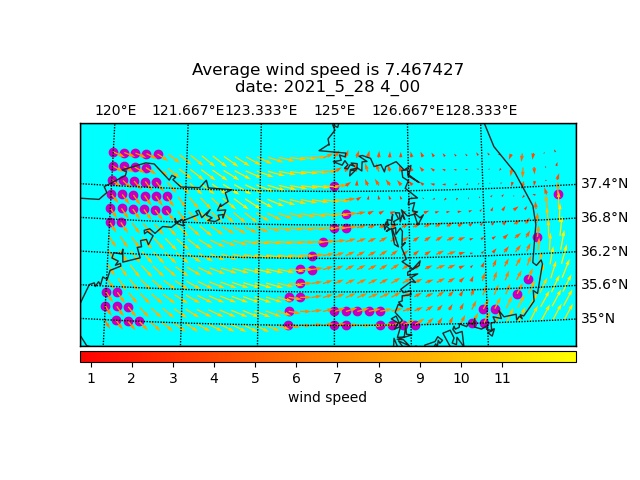 Average wind speed is 7.467427
date: 2021_5_28 4_00
120°E 121.667°E 123.333°E 125°E 126.667°E 128.333°E
37.4°N
36.8°N
36.2°N
35.6°N
35°N
1 2 3 4 5 6 7 8 9 10 11
wind speed